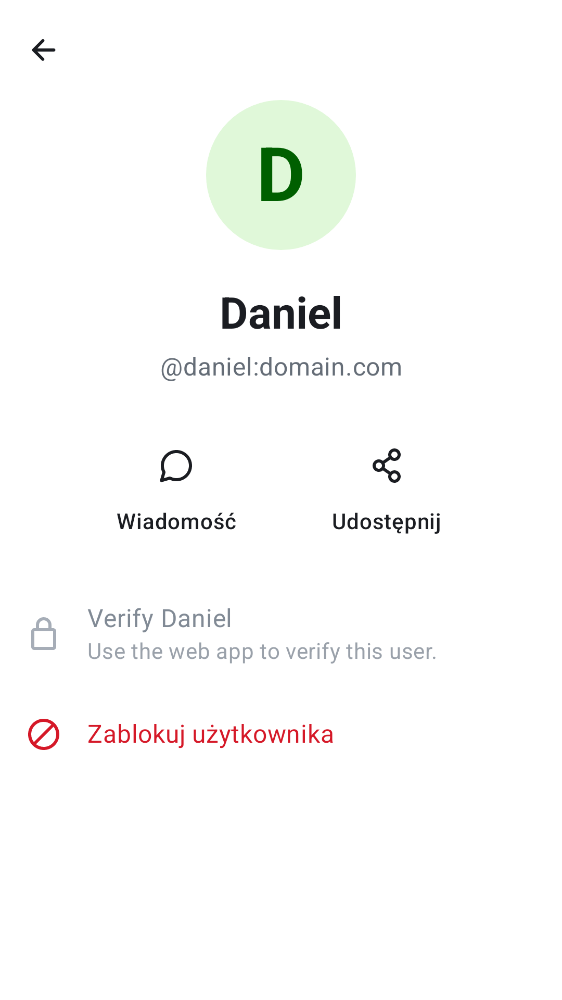 D
Daniel
@daniel:domain.com
Wiadomość
Udostępnij
Verify Daniel
Use the web app to verify this user.
Zablokuj użytkownika